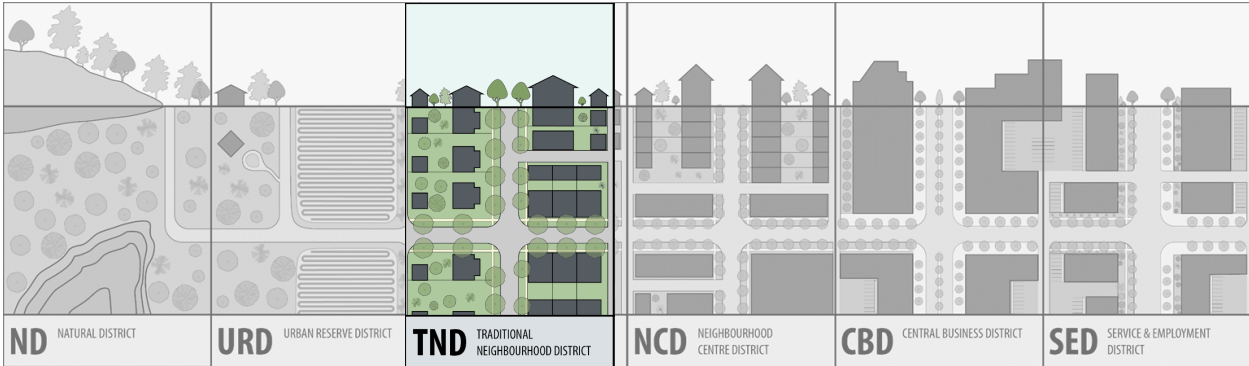 ND NATURAL DISTRICT
URD URBAN RESERVE DISTRICT
TND TRADITIONAL
NEIGHBOURHOOD DISTRICT
NCD NEIGHBOURHOOD
CENTRE DISTRICT
CBD CENTRAL BUSINESS DISTRICT
SED SERVICE & EMPLOYMENT
DISTRICT